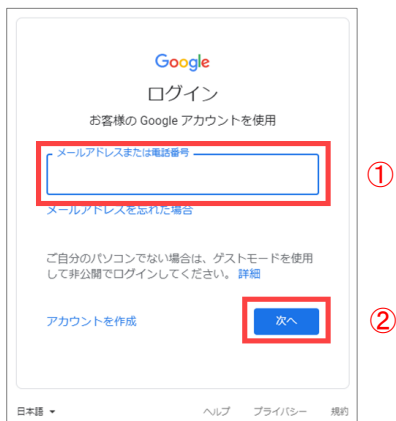 Google
ログイン
お客様の Google アカウントを使用
メールアドレスまたは電話番号
①
メールアドレスを忘れた場合
ご自分のパソコンでない場合は、ゲストモードを使用
して非公開でログインしてください。 詳細
アカウントを作成
次へ
②
日本語
ヘルプ プライバシー 規約